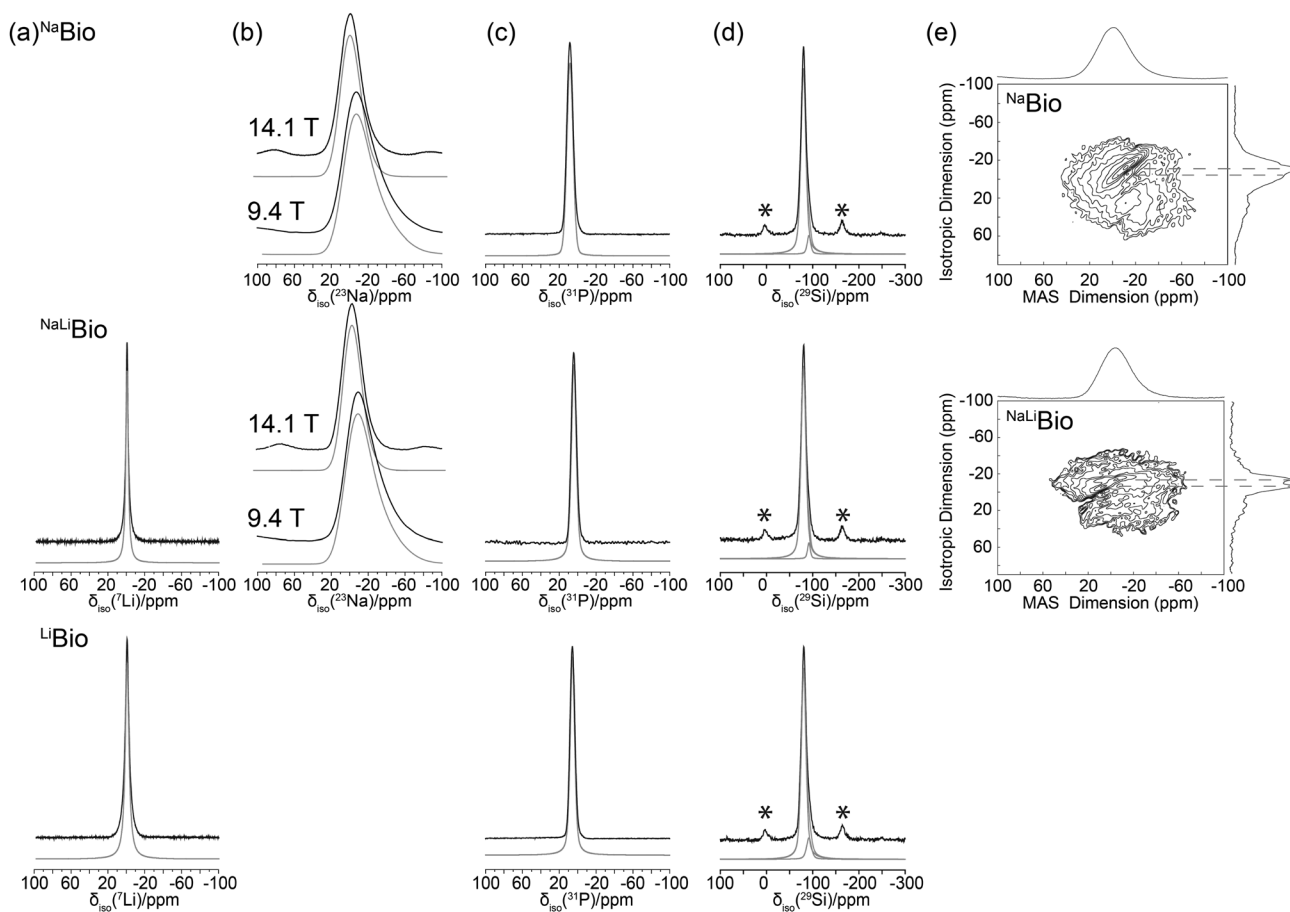 (a) ᴺᵃBio (b) (c) (d) (e)
14.1 T
9.4 T
* *
100 60 20 -20 -60 -100
δiso(²³Na)/ppm
100 60 20 -20 -60 -100
δiso(³¹P)/ppm
100 0 -100 -200 -300
δiso(²⁹Si)/ppm
ᴺᵃBio
Isotropic Dimension (ppm)
-100
-60
-20
20
60
100 60 20 -20 -60 -100
MAS Dimension (ppm)
ᴺᵃᴸⁱBio
100 60 20 -20 -60 -100
δiso(⁷Li)/ppm
14.1 T
9.4 T
100 60 20 -20 -60 -100
δiso(²³Na)/ppm
100 60 20 -20 -60 -100
δiso(³¹P)/ppm
* *
100 0 -100 -200 -300
δiso(²⁹Si)/ppm
ᴺᵃᴸⁱBio
Isotropic Dimension (ppm)
-100
-60
-20
20
60
100 60 20 -20 -60 -100
MAS Dimension (ppm)
ᴸⁱBio
100 60 20 -20 -60 -100
δiso(⁷Li)/ppm
100 60 20 -20 -60 -100
δiso(³¹P)/ppm
* *
100 0 -100 -200 -300
δiso(²⁹Si)/ppm